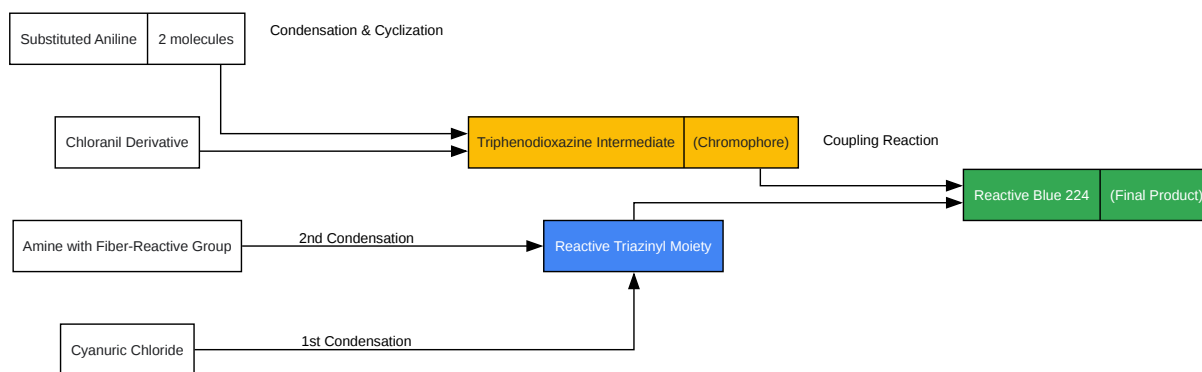 Substituted Aniline 2 molecules
Condensation & Cyclization
Chloranil Derivative
Triphenodioxazine Intermediate (Chromophore)
Coupling Reaction
Reactive Blue 224 (Final Product)
Amine with Fiber-Reactive Group
2nd Condensation
Reactive Triazinyl Moiety
Cyanuric Chloride
1st Condensation